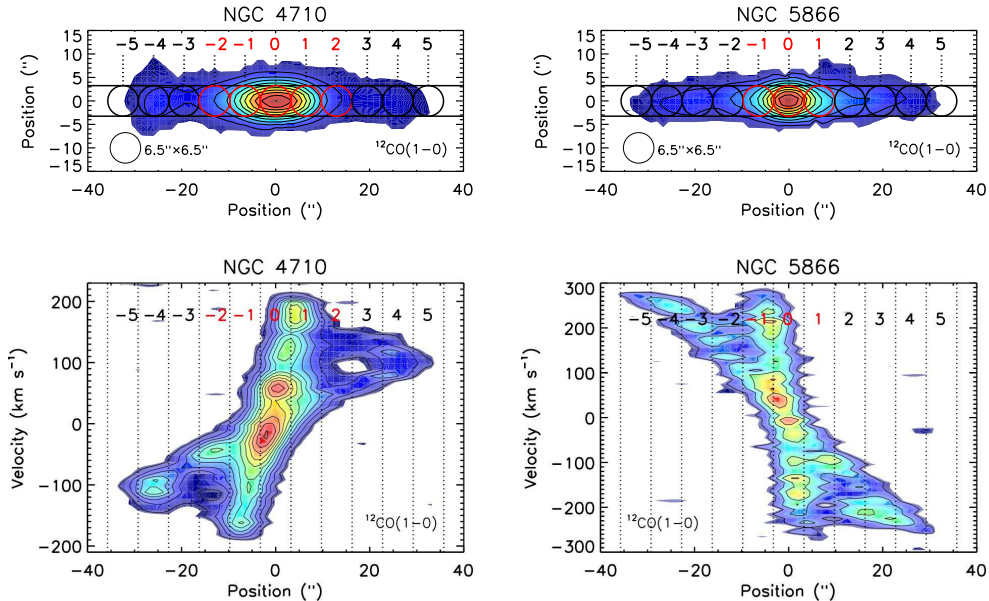 NGC 4710
15
10
5
0
−5
−10
−15
Position (")
−5 −4 −3 −2 −1 0 1 2 3 4 5
6.5"×6.5"
¹²CO(1−0)
−40 −20 0 20 40
Position (")
NGC 5866
15
10
5
0
−5
−10
−15
Position (")
−5 −4 −3 −2 −1 0 1 2 3 4 5
6.5"×6.5"
¹²CO(1−0)
−40 −20 0 20 40
Position (")
NGC 4710
200
100
0
−100
−200
Velocity (km s⁻¹)
−5 −4 −3 −2 −1 0 1 2 3 4 5
¹²CO(1−0)
−40 −20 0 20 40
Position (")
NGC 5866
300
200
100
0
−100
−200
−300
Velocity (km s⁻¹)
−5 −4 −3 −2 −1 0 1 2 3 4 5
¹²CO(1−0)
−40 −20 0 20 40
Position (")